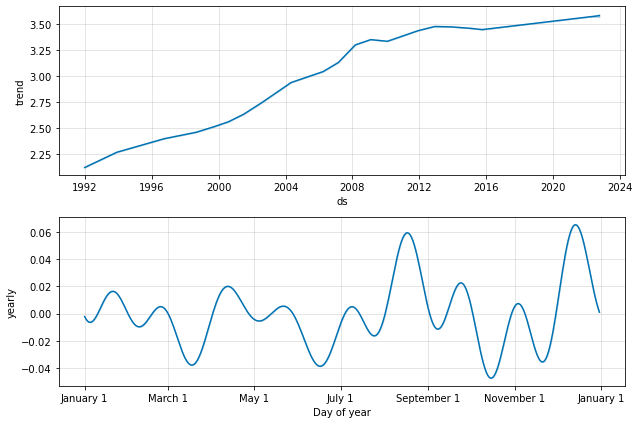 trend
3.50
3.25
3.00
2.75
2.50
2.25
1992 1996 2000 2004 2008 2012 2016 2020 2024
ds
yearly
0.06
0.04
0.02
0.00
−0.02
−0.04
January 1 March 1 May 1 July 1 September 1 November 1 January 1
Day of year